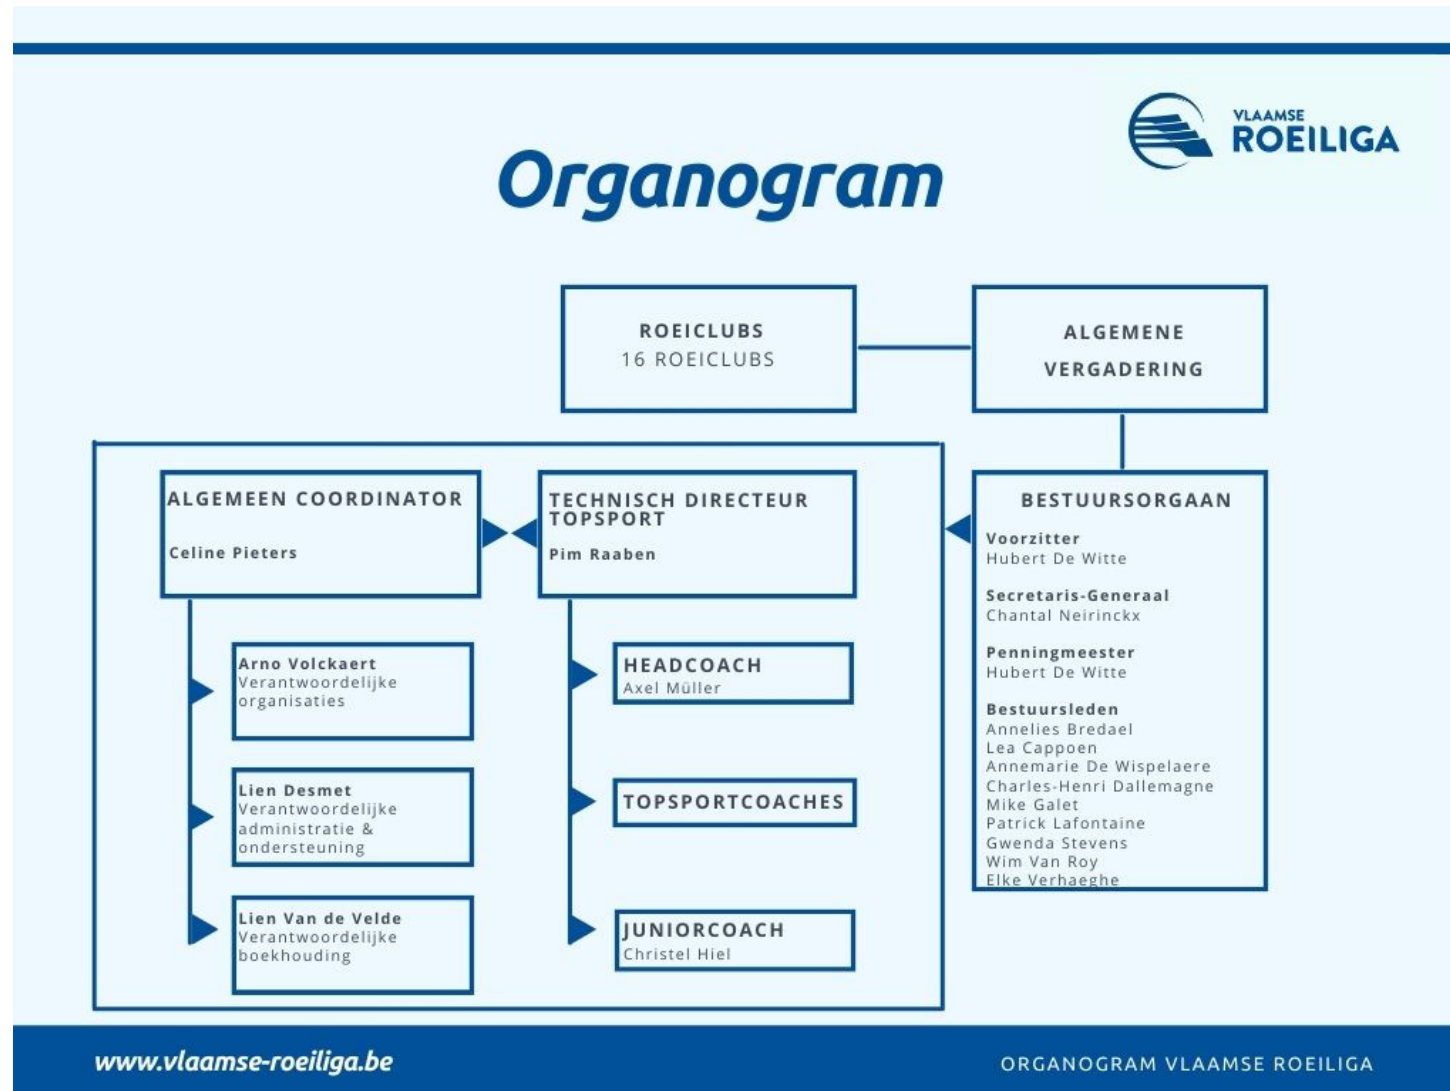 VLAAMSE
ROEILIGA
Organogram
ROEICLUBS
16 ROEICLUBS
ALGEMENE
VERGADERING
ALGEMEEN COORDINATOR
Celine Pieters
TECHNISCH DIRECTEUR
TOPSPORT
Pim Raaben
BESTUURSORGAAN
Voorzitter
Hubert De Witte
Secretaris-Generaal
Chantal Neirinckx
Penningmeester
Hubert De Witte
Bestuursleden
Annelies Bredael
Lea Cappoen
Annemarie De Wispelaere
Charles-Henri Dallemagne
Mike Galet
Patrick Lafontaine
Gwenda Stevens
Wim Van Roy
Elke Verhaeghe
Arno Volckaert
Verantwoordelijke
organisaties
Lien Desmet
Verantwoordelijke
administratie &
ondersteuning
Lien Van de Velde
Verantwoordelijke
boekhouding
HEADCOACH
Axel Müller
TOPSPORTCOACHES
JUNIORCOACH
Christel Hiel
www.vlaamse-roeiliga.be
ORGANOGRAM VLAAMSE ROEILIGA